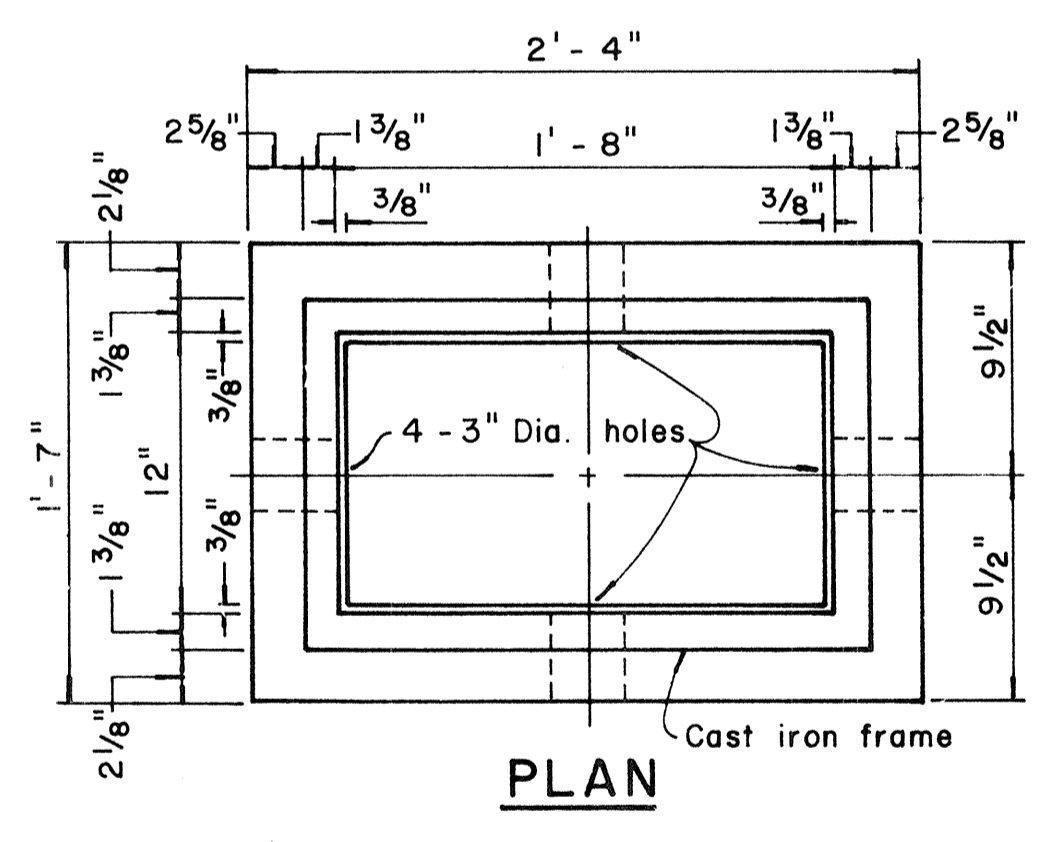 2' - 4"
2 5/8"
1 3/8"
1' - 8"
1 3/8"
2 5/8"
3/8"
3/8"
2 1/8"
1 3/8"
3/8"
9 1/2"
4 - 3" Dia. holes
1' - 7"
12"
1 3/8"
3/8"
9 1/2"
2 1/8"
Cast iron frame
PLAN